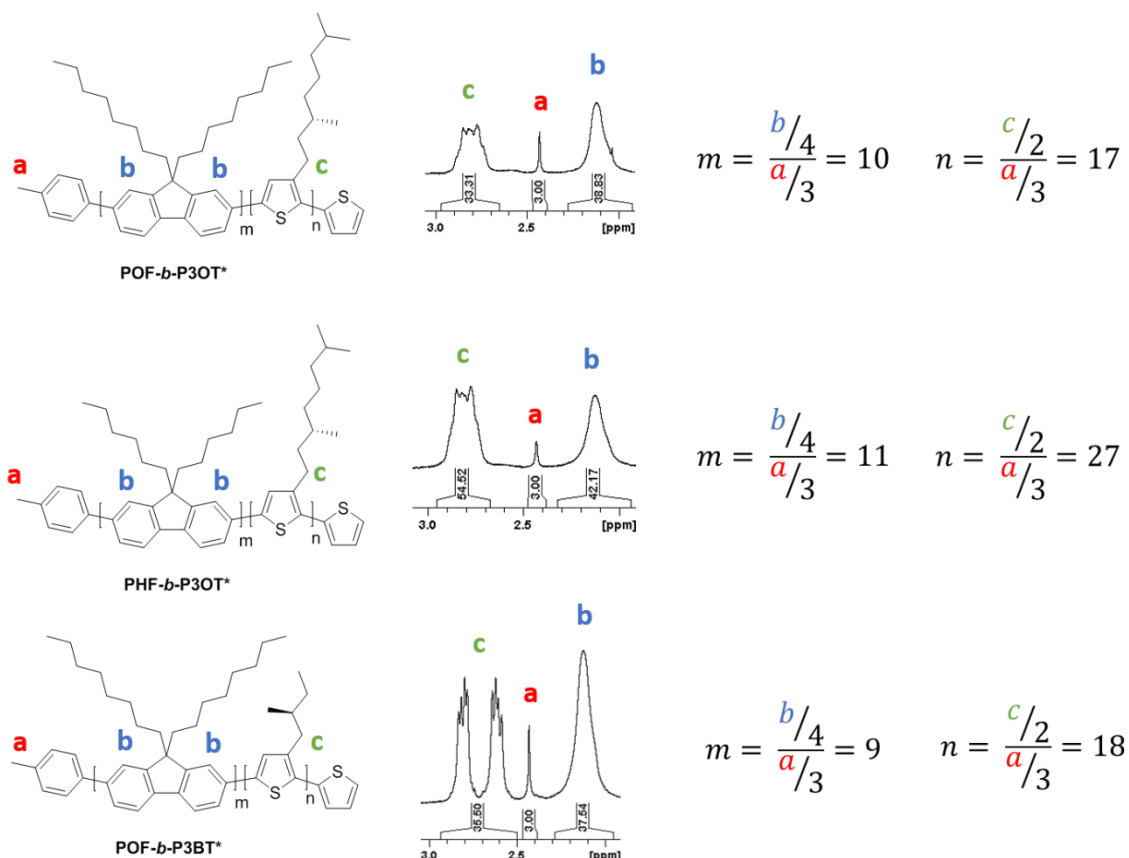 c
a
b
a
b
b
c
S
S
m
n
33.31
3.00
38.83
3.0
2.5
[ppm]
m = b/4 / a/3 = 10
n = c/2 / a/3 = 17
POF-b-P3OT*
c
a
b
a
b
b
c
S
S
m
n
54.52
3.00
42.17
3.0
2.5
[ppm]
m = b/4 / a/3 = 11
n = c/2 / a/3 = 27
PHF-b-P3OT*
c
a
b
a
b
b
c
S
S
m
n
35.50
3.00
37.54
3.0
2.5
[ppm]
m = b/4 / a/3 = 9
n = c/2 / a/3 = 18
POF-b-P3BT*